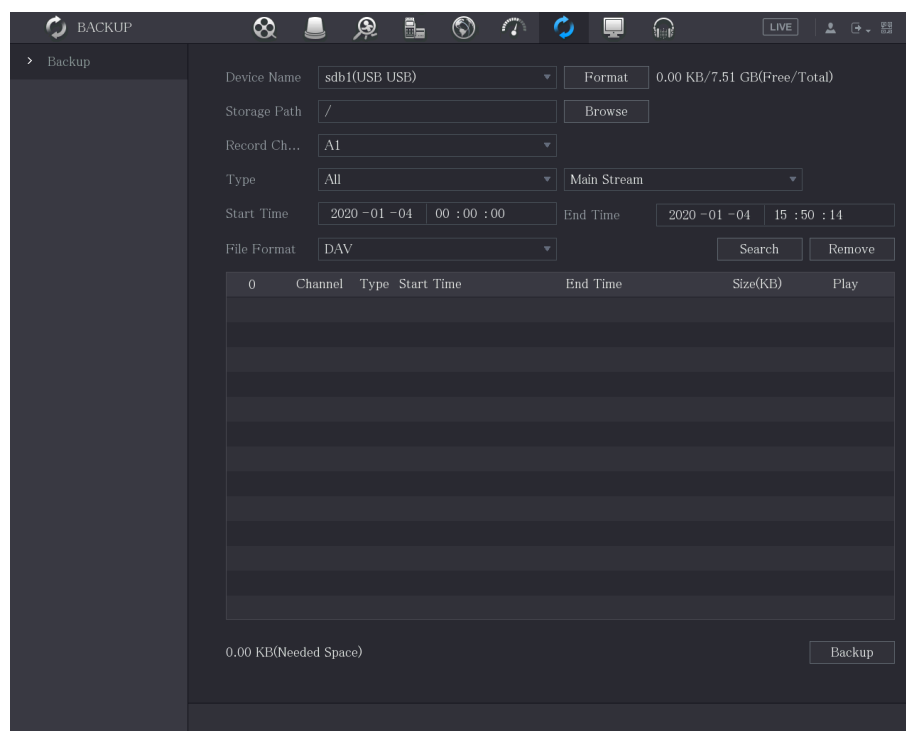 BACKUP LIVE
Backup
Device Name sdb1(USB USB) Format 0.00 KB/7.51 GB(Free/Total)
Storage Path / Browse
Record Ch... A1
Type All Main Stream
Start Time 2020 -01 -04 00 :00 :00 End Time 2020 -01 -04 15 :50 :14
File Format DAV Search Remove
0 Channel Type Start Time End Time Size(KB) Play
0.00 KB(Needed Space) Backup